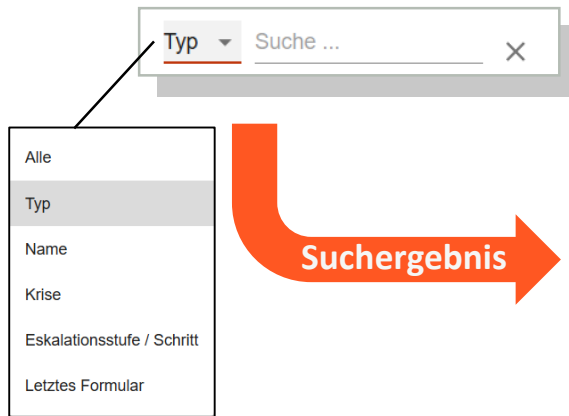 Typ Suche ...
Alle
Typ
Name
Krise
Eskalationsstufe / Schritt
Letztes Formular
Suchergebnis